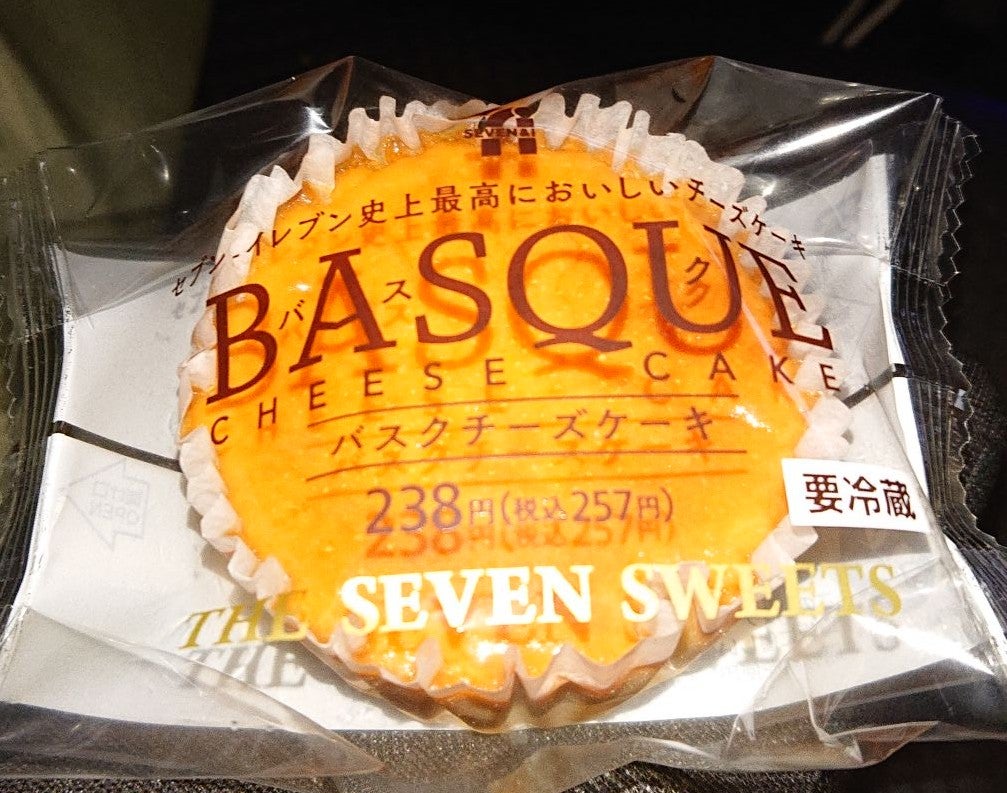 SEVEN&i
セブン-イレブン史上最高においしいチーズケーキ
BASQUE
バスク
CHEESE CAKE
バスクチーズケーキ
238円(税込257円)
要冷蔵
THE SEVEN SWEETS
OPEN